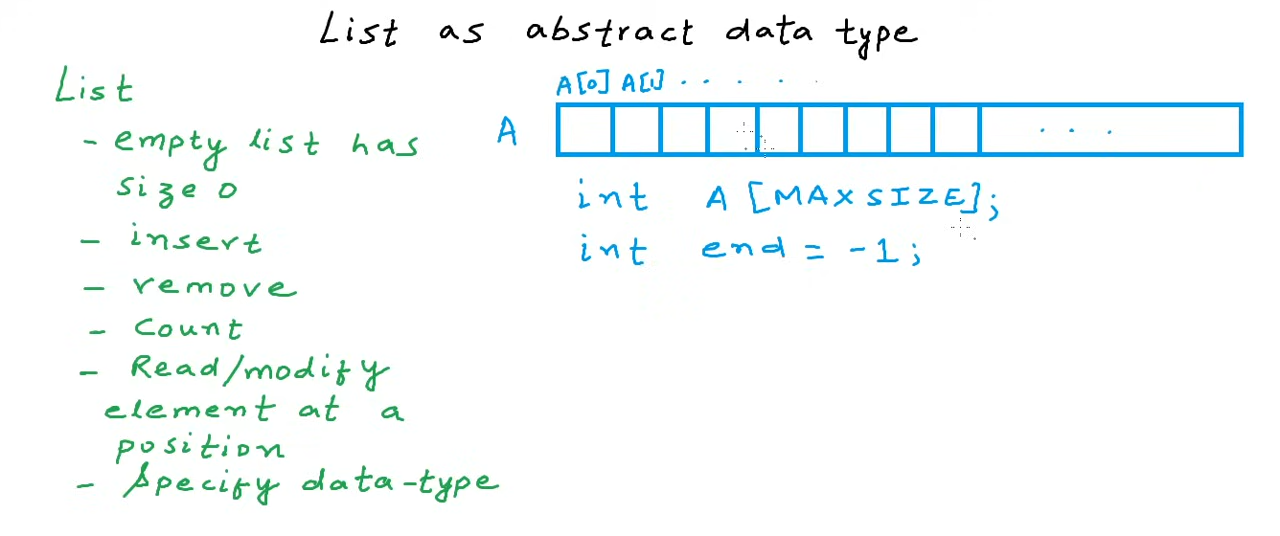 List as abstract data type
List
- empty list has
size 0
- insert
- remove
- Count
- Read/modify
element at a
position
- Specify data-type
A[0] A[1] · · · ·
A
· · ·
int A [MAXSIZE];
int end = -1;